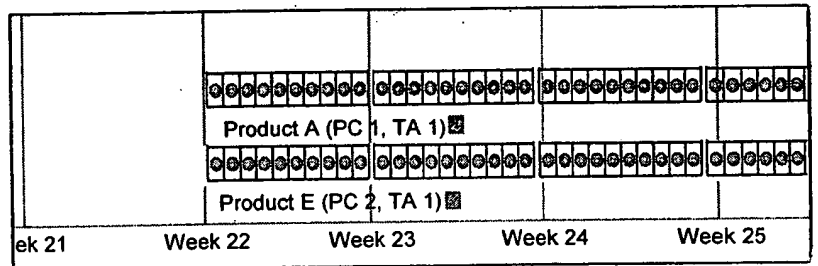 Product A (PC 1, TA 1)
Product E (PC 2, TA 1)
ek 21 Week 22 Week 23 Week 24 Week 25